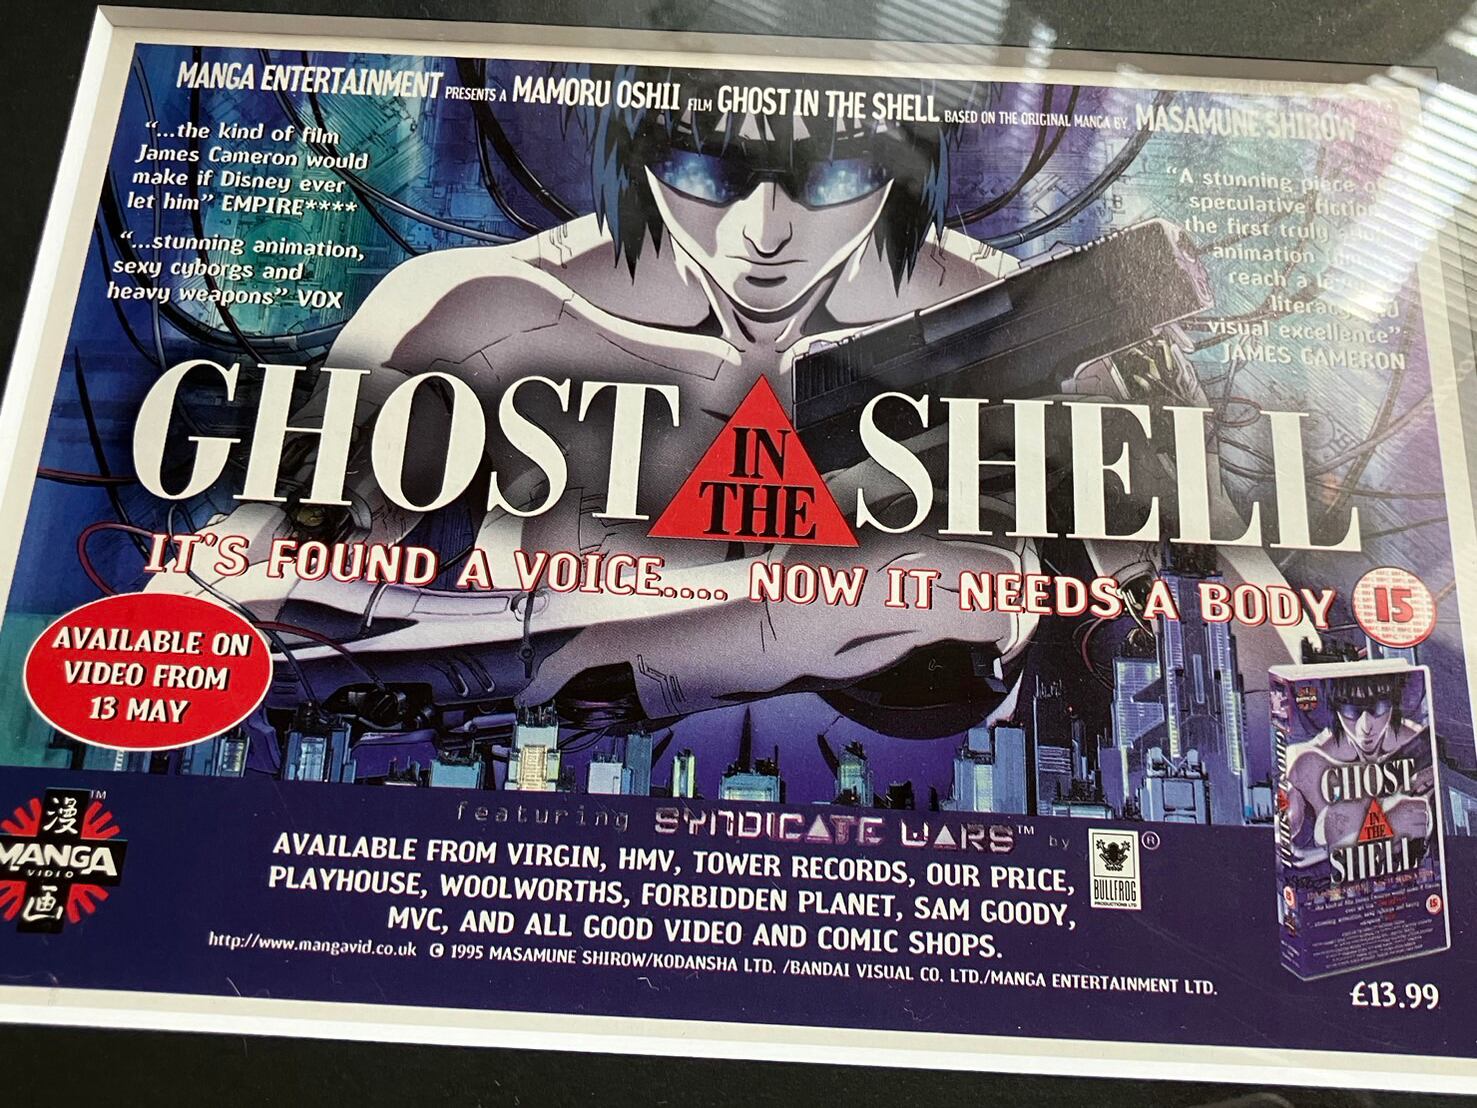 MANGA ENTERTAINMENT PRESENTS A MAMORU OSHII FILM GHOST IN THE SHELL BASED ON THE ORIGINAL MANGA BY MASAMUNE SHIROW
“...the kind of film
James Cameron would
make if Disney ever
let him” EMPIRE****
“...stunning animation,
sexy cyborgs and
heavy weapons” VOX
“A stunning piece
speculative fiction
the first truly
animation
reach a
visual excellence”
JAMES CAMERON
GHOST IN THE SHELL
IT'S FOUND A VOICE.... NOW IT NEEDS A BODY
15
AVAILABLE ON
VIDEO FROM
13 MAY
GHOST
IN
THE
SHELL
15
featuring SYNDICATE WARS™ by
BULLFROG
PRODUCTIONS LTD
®
漫
™
MANGA
VIDEO
画
AVAILABLE FROM VIRGIN, HMV, TOWER RECORDS, OUR PRICE,
PLAYHOUSE, WOOLWORTHS, FORBIDDEN PLANET, SAM GOODY,
MVC, AND ALL GOOD VIDEO AND COMIC SHOPS.
http://www.mangavid.co.uk © 1995 MASAMUNE SHIROW/KODANSHA LTD. /BANDAI VISUAL CO. LTD./MANGA ENTERTAINMENT LTD.
£13.99